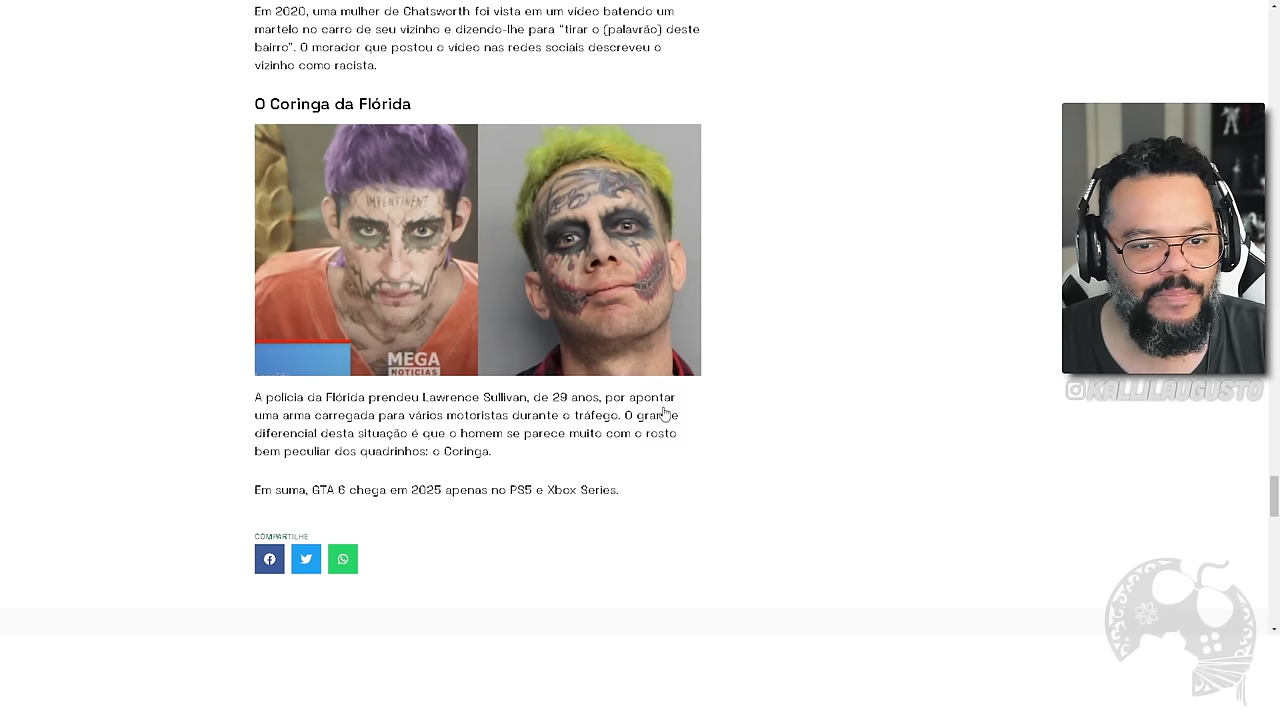 Em 2020, uma mulher de Chatsworth foi vista em um vídeo batendo um
martelo no carro de seu vizinho e dizendo-lhe para “tirar o (palavrão) deste
bairro”. O morador que postou o vídeo nas redes sociais descreveu o
vizinho como racista.
O Coringa da Flórida
IMPENTINENT
MEGA
NOTICIAS
A polícia da Flórida prendeu Lawrence Sullivan, de 29 anos, por apontar
uma arma carregada para vários motoristas durante o tráfego. O grande
diferencial desta situação é que o homem se parece muito com o rosto
bem peculiar dos quadrinhos: o Coringa.
Em suma, GTA 6 chega em 2025 apenas no PS5 e Xbox Series.
COMPARTILHE
KALLILAUGUSTO